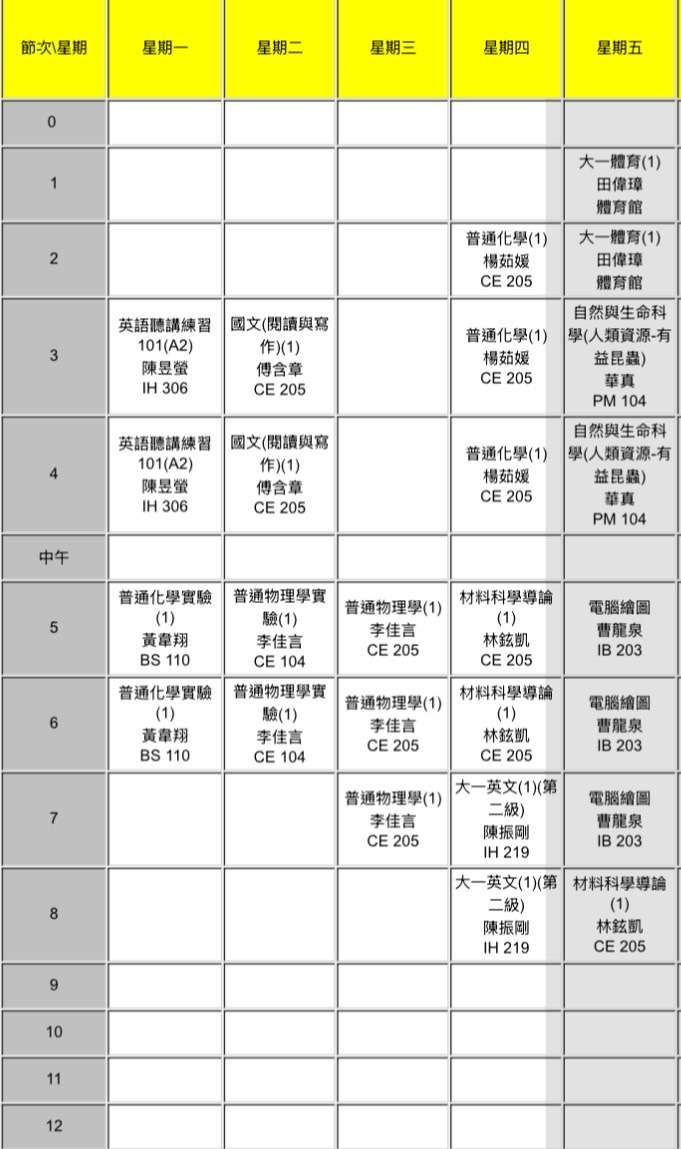 節次\星期 星期一 星期二 星期三 星期四 星期五
0
1
大一體育(1)
田偉璋
體育館
2
普通化學(1)
楊茹媛
CE 205
大一體育(1)
田偉璋
體育館
3
英語聽講練習
101(A2)
陳昱螢
IH 306
國文(閱讀與寫
作)(1)
傅含章
CE 205
普通化學(1)
楊茹媛
CE 205
自然與生命科
學(人類資源-有
益昆蟲)
華真
PM 104
4
英語聽講練習
101(A2)
陳昱螢
IH 306
國文(閱讀與寫
作)(1)
傅含章
CE 205
普通化學(1)
楊茹媛
CE 205
自然與生命科
學(人類資源-有
益昆蟲)
華真
PM 104
中午
5
普通化學實驗
(1)
黃韋翔
BS 110
普通物理學實
驗(1)
李佳言
CE 104
普通物理學(1)
李佳言
CE 205
材料科學導論
(1)
林鉉凱
CE 205
電腦繪圖
曹龍泉
IB 203
6
普通化學實驗
(1)
黃韋翔
BS 110
普通物理學實
驗(1)
李佳言
CE 104
普通物理學(1)
李佳言
CE 205
材料科學導論
(1)
林鉉凱
CE 205
電腦繪圖
曹龍泉
IB 203
7
普通物理學(1)
李佳言
CE 205
大一英文(1)(第
二級)
陳振剛
IH 219
電腦繪圖
曹龍泉
IB 203
8
大一英文(1)(第
二級)
陳振剛
IH 219
材料科學導論
(1)
林鉉凱
CE 205
9
10
11
12